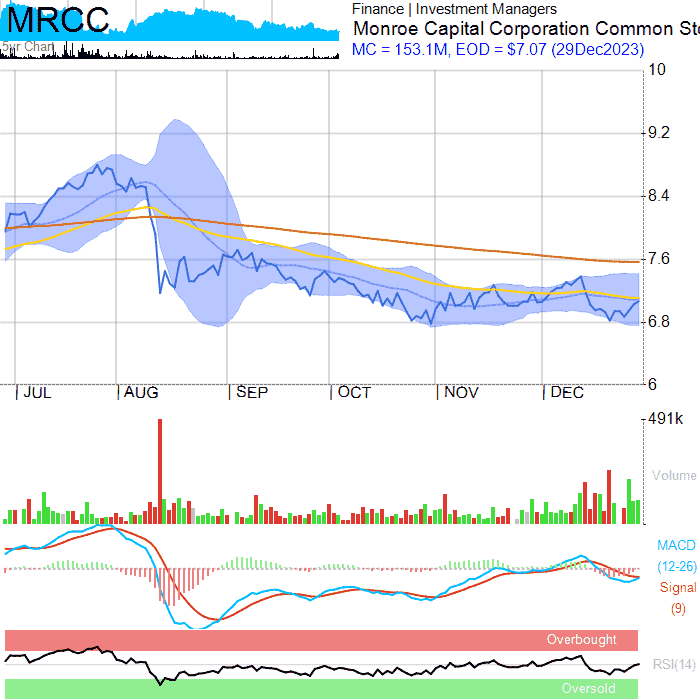 MRCC
5yr Chart
Finance | Investment Managers
Monroe Capital Corporation Common Sto
MC = 153.1M, EOD = $7.07 (29Dec2023)
10
9.2
8.4
7.6
6.8
6
JUL AUG SEP OCT NOV DEC
491k
Volume
MACD
(12-26)
Signal
(9)
Overbought
RSI(14)
Oversold